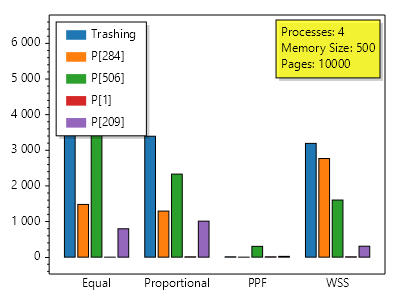 Trashing
P[284]
P[506]
P[1]
P[209]
Processes: 4
Memory Size: 500
Pages: 10000
6 000
5 000
4 000
3 000
2 000
1 000
0
Equal Proportional PPF WSS